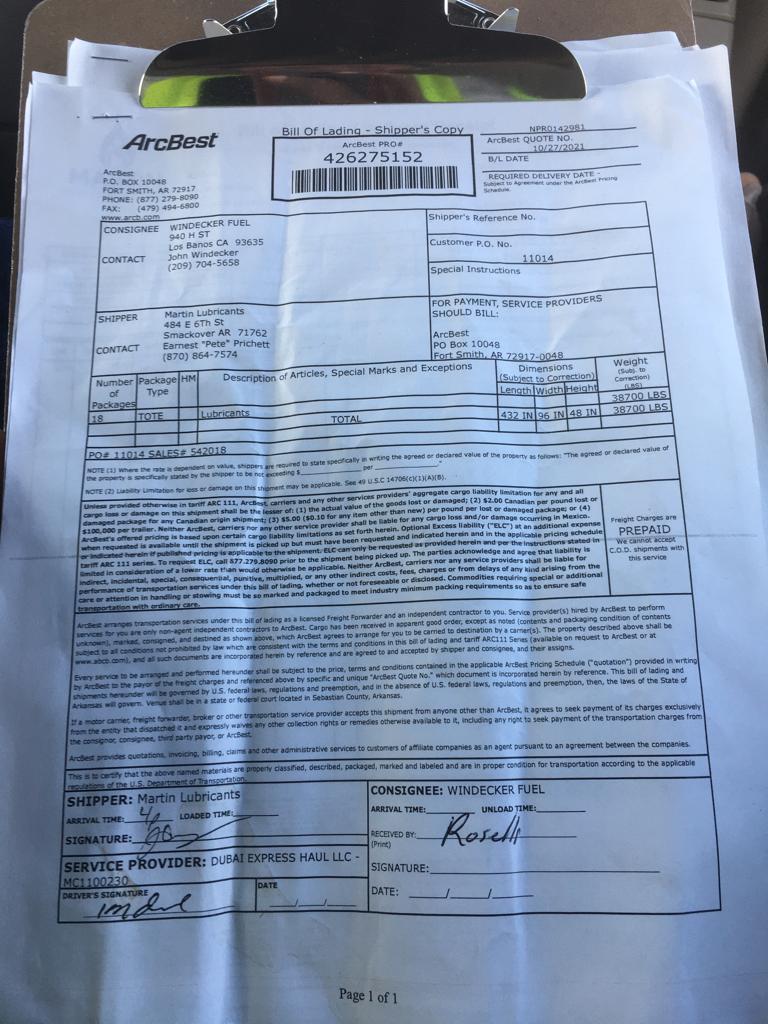 ArcBest
Bill Of Lading - Shipper's Copy
ArcBest PRO#
426275152
NPR0142981
ArcBest QUOTE NO.
10/27/2021
B/L DATE
REQUIRED DELIVERY DATE -
Subject to Agreement under the ArcBest Pricing
Schedule.
ArcBest
P.O. BOX 10048
FORT SMITH, AR 72917
PHONE: (877) 279-8090
FAX: (479) 494-6800
www.arcb.com
CONSIGNEE WINDECKER FUEL
940 H ST
Los Banos CA 93635
CONTACT John Windecker
(209) 704-5658
Shipper's Reference No.
Customer P.O. No.
11014
Special Instructions
SHIPPER Martin Lubricants
484 E 6Th St
Smackover AR 71762
CONTACT Earnest "Pete" Prichett
(870) 864-7574
FOR PAYMENT, SERVICE PROVIDERS
SHOULD BILL:
ArcBest
PO Box 10048
Fort Smith, AR 72917-0048
Number of Packages Package Type HM Description of Articles, Special Marks and Exceptions Dimensions (Subject to Correction) Length Width Height Weight (Subj. to Correction) (LBS)
38700 LBS
18 TOTE Lubricants TOTAL 432 IN 96 IN 48 IN 38700 LBS
PO# 11014 SALES# 542018
NOTE (1) Where the rate is dependent on value, shippers are required to state specifically in writing the agreed or declared value of the property as follows: "The agreed or declared value of
the property is specifically stated by the shipper to be not exceeding $ per ."
NOTE (2) Liability Limitation for loss or damage on this shipment may be applicable. See 49 U.S.C 14706(c)(1)(A)(B).
Unless provided otherwise in tariff ARC 111, ArcBest, carriers and any other services providers' aggregate cargo liability limitation for any and all
cargo loss or damage on this shipment shall be the lesser of: (1) the actual value of the goods lost or damaged; (2) $2.00 Canadian per pound lost or
damaged package for any Canadian origin shipment; (3) $5.00 ($0.10 for any item other than new) per pound per lost or damaged package; or (4)
$100,000 per trailer. Neither ArcBest, carriers nor any other service provider shall be liable for any cargo loss and/or damage occurring in Mexico.
ArcBest's offered pricing is based upon certain cargo liability limitations as set forth herein. Optional Excess liability ("ELC") at an additional expense
when requested is available until the shipment is picked up but must have been requested and indicated herein and in the applicable pricing schedule
or indicated herein if published pricing is applicable to the shipment. ELC can only be requested as provided herein and per the instructions stated in
tariff ARC 111 series. To request ELC, call 877.279.8090 prior to the shipment being picked up. The parties acknowledge and agree that liability is
limited in consideration of a lower rate than would otherwise be applicable. Neither ArcBest, carriers nor any service providers shall be liable for
indirect, incidental, special, consequential, punitive, multiplied, or any other indirect costs, fees, charges or from delays of any kind arising from the
performance of transportation services under this bill of lading, whether or not foreseeable or disclosed. Commodities requiring special or additional
care or attention in handling or stowing must be so marked and packaged to meet industry minimum packing requirements so as to ensure safe
transportation with ordinary care.
Freight Charges are
PREPAID
We cannot accept
C.O.D. shipments with
this service
ArcBest arranges transportation services under this bill of lading as a licensed Freight Forwarder and an independent contractor to you. Service provider(s) hired by ArcBest to perform
services for you are only non-agent independent contractors to ArcBest. Cargo has been received in apparent good order, except as noted (contents and packaging condition of contents
unknown), marked, consigned, and destined as shown above, which ArcBest agrees to arrange for you to be carried to destination by a carrier(s). The property described above shall be
subject to all conditions not prohibited by law which are consistent with the terms and conditions in this bill of lading and tariff ARC111 Series (available on request to ArcBest or at
www.abcb.com), and all such documents are incorporated herein by reference and are agreed to and accepted by shipper and consignee, and their assigns.
Every service to be arranged and performed hereunder shall be subject to the price, terms and conditions contained in the applicable ArcBest Pricing Schedule ("quotation") provided in writing
by ArcBest to the payor of the freight charges and referenced above by specific and unique "ArcBest Quote No." which document is incorporated herein by reference. This bill of lading and
shipments hereunder will be governed by U.S. federal laws, regulations and preemption, and in the absence of U.S. federal laws, regulations and preemption, then, the laws of the State of
Arkansas will govern. Venue shall be in a state or federal court located in Sebastian County, Arkansas.
If a motor carrier, freight forwarder, broker or other transportation service provider accepts this shipment from anyone other than ArcBest, it agrees to seek payment of its charges exclusively
from the entity that dispatched it and expressly waives any other collection rights or remedies otherwise available to it, including any right to seek payment of the transportation charges from
the consignor, consignee, third party payor, or ArcBest.
ArcBest provides quotations, invoicing, billing, claims and other administrative services to customers of affiliate companies as an agent pursuant to an agreement between the companies.
This is to certify that the above named materials are properly classified, described, packaged, marked and labeled and are in proper condition for transportation according to the applicable
regulations of the U.S. Department of Transportation.
SHIPPER: Martin Lubricants
ARRIVAL TIME: LOADED TIME:
SIGNATURE:
SERVICE PROVIDER: DUBAI EXPRESS HAUL LLC -
MC1100230
DRIVER'S SIGNATURE
DATE
CONSIGNEE: WINDECKER FUEL
ARRIVAL TIME: UNLOAD TIME:
RECEIVED BY:
(Print)
SIGNATURE:
DATE: / /
Page 1 of 1